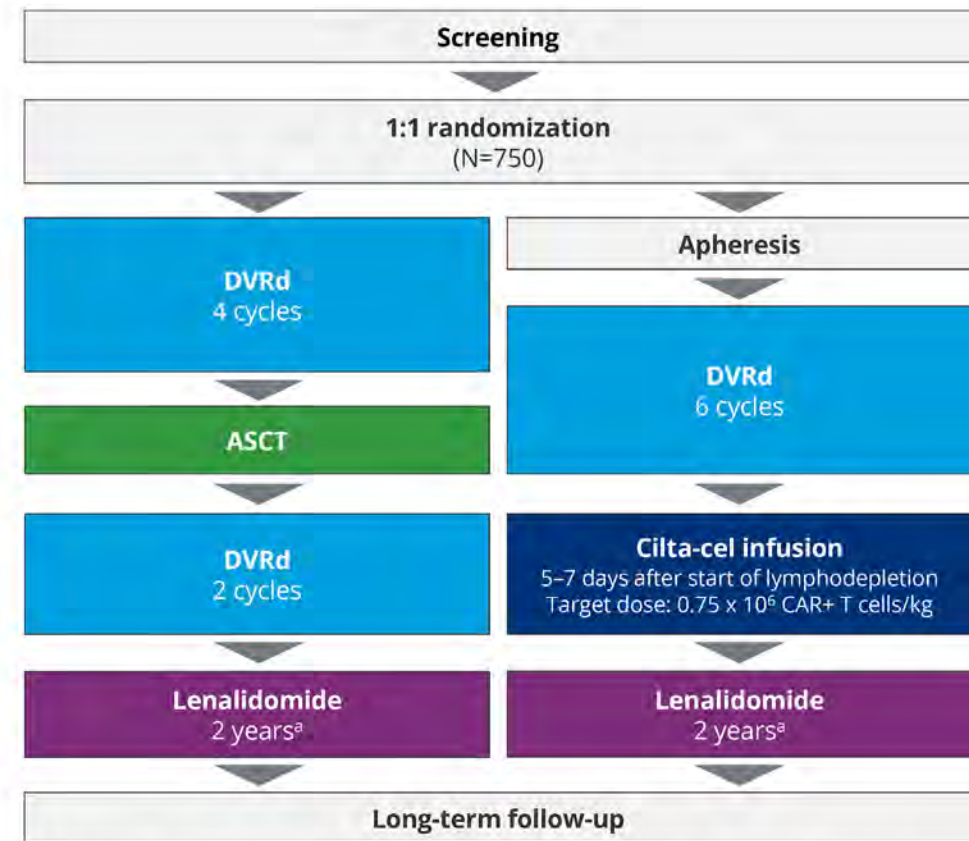 Screening
1:1 randomization
(N=750)
DVRd
4 cycles
ASCT
DVRd
2 cycles
Lenalidomide
2 yearsᵃ
Apheresis
DVRd
6 cycles
Cilta-cel infusion
5–7 days after start of lymphodepletion
Target dose: 0.75 x 10⁶ CAR+ T cells/kg
Lenalidomide
2 yearsᵃ
Long-term follow-up